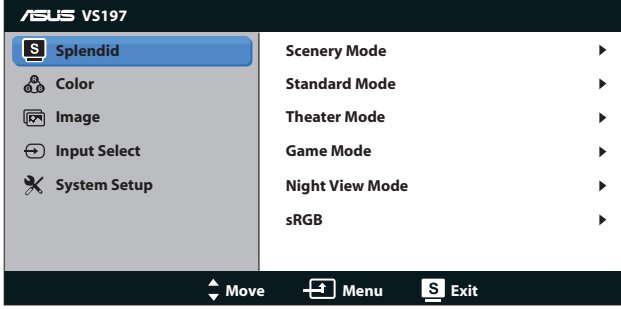 ASUS VS197
S Splendid
Color
Image
Input Select
System Setup
Scenery Mode
Standard Mode
Theater Mode
Game Mode
Night View Mode
sRGB
Move Menu S Exit